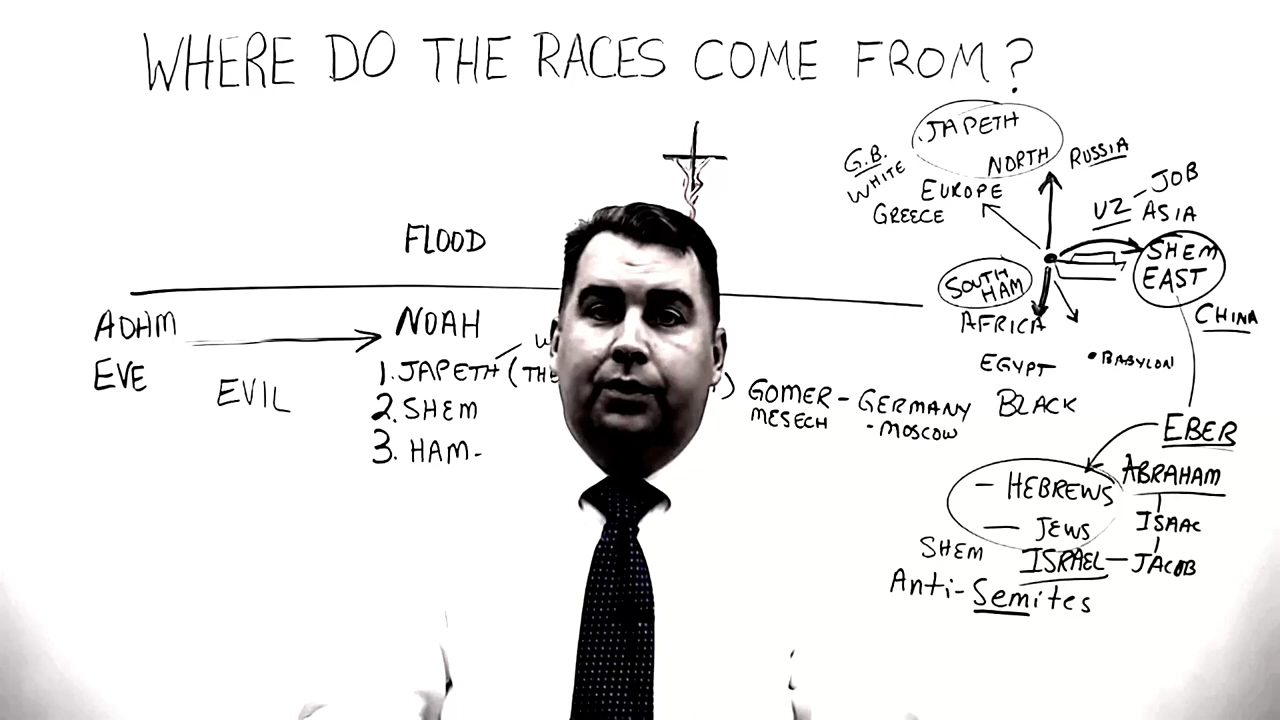 WHERE DO THE RACES COME FROM?
FLOOD
ADHM
EVE
EVIL
NOAH
1. JAPETH (THE
2. SHEM
3. HAM-
)
GOMER - GERMANY
MESECH
- MOSCOW
JAPETH
NORTH
RUSSIA
G.B.
WHITE
EUROPE
GREECE
UZ - JOB
ASIA
SHEM
EAST
CHINA
SOUTH
HAM
AFRICA
EGYPT
• BABYLON
BLACK
EBER
- HEBREWS
ABRAHAM
ISAAC
- JEWS
SHEM
ISRAEL - JACOB
Anti-Semites